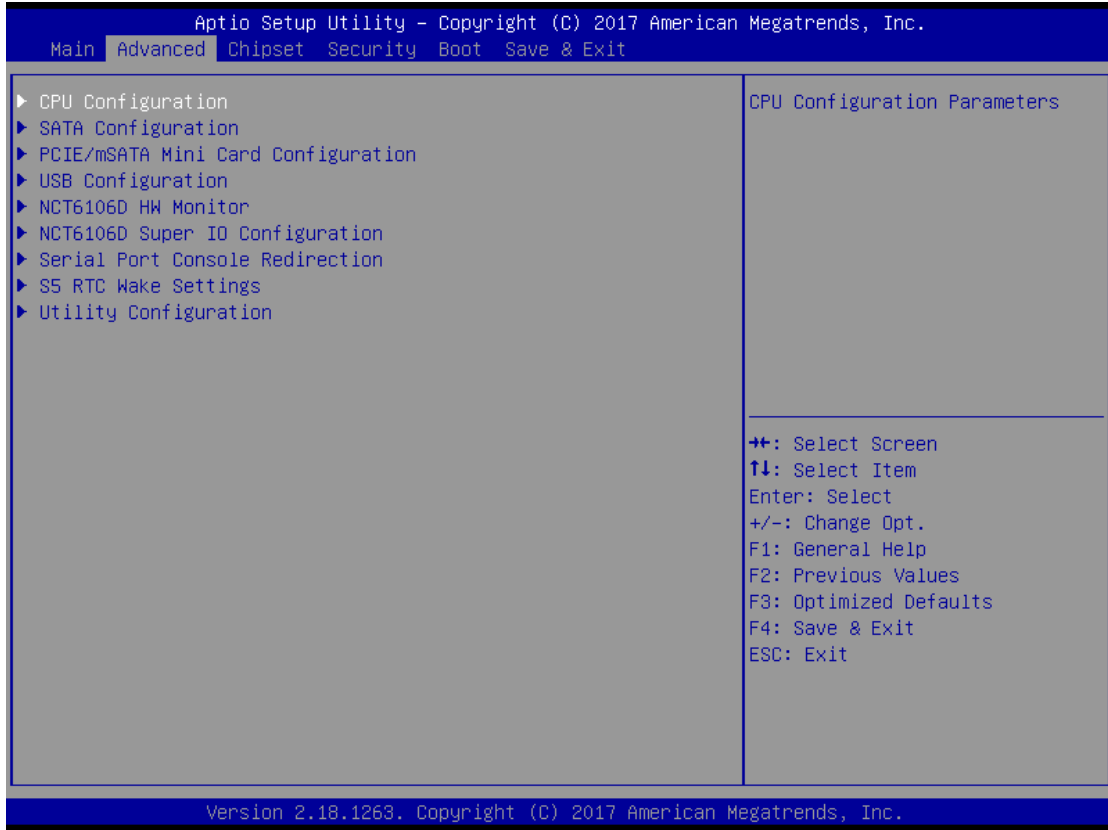 Aptio Setup Utility – Copyright (C) 2017 American Megatrends, Inc.
Main Advanced Chipset Security Boot Save & Exit
▶ CPU Configuration
▶ SATA Configuration
▶ PCIE/mSATA Mini Card Configuration
▶ USB Configuration
▶ NCT6106D HW Monitor
▶ NCT6106D Super IO Configuration
▶ Serial Port Console Redirection
▶ S5 RTC Wake Settings
▶ Utility Configuration
CPU Configuration Parameters
→←: Select Screen
↑↓: Select Item
Enter: Select
+/-: Change Opt.
F1: General Help
F2: Previous Values
F3: Optimized Defaults
F4: Save & Exit
ESC: Exit
Version 2.18.1263. Copyright (C) 2017 American Megatrends, Inc.